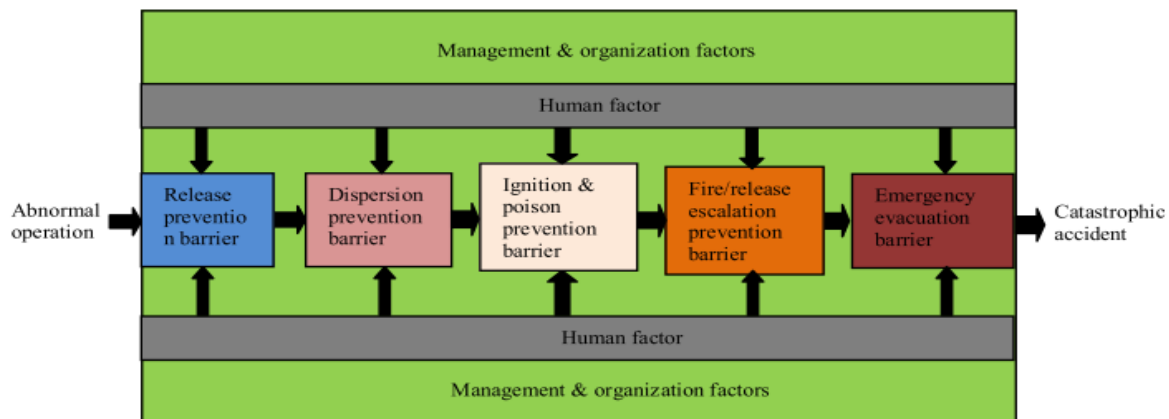 Management & organization factors
Human factor
Abnormal
operation
Release
preventio
n barrier
Dispersion
prevention
barrier
Ignition &
poison
prevention
barrier
Fire/release
escalation
prevention
barrier
Emergency
evacuation
barrier
Catastrophic
accident
Human factor
Management & organization factors